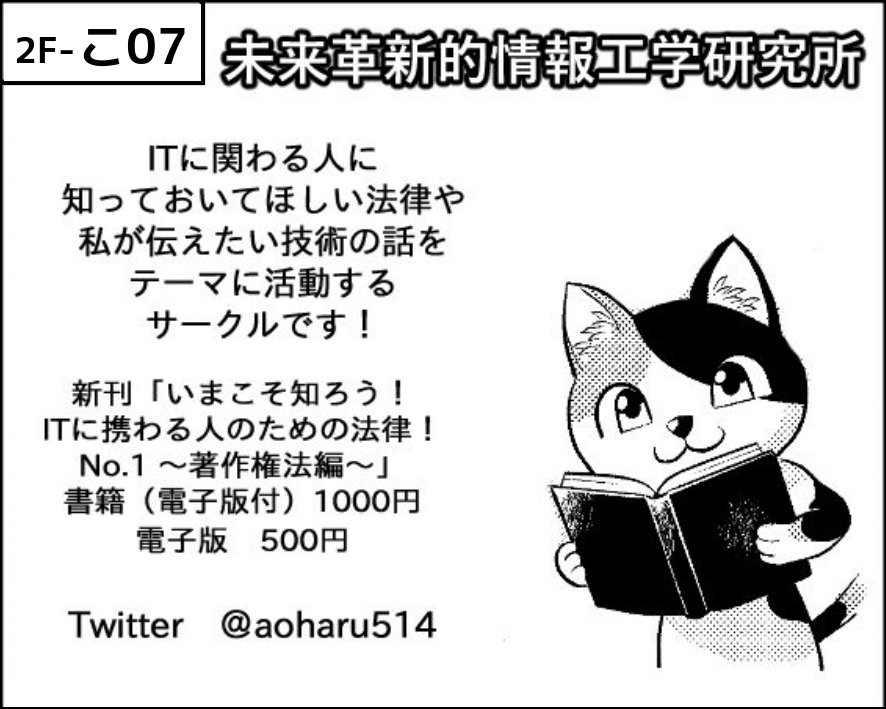 2F-こ07
未来革新的情報工学研究所
ITに関わる人に
知っておいてほしい法律や
私が伝えたい技術の話を
テーマに活動する
サークルです！
新刊「いまこそ知ろう！
ITに携わる人のための法律！
No.1 ～著作権法編～」
書籍（電子版付）1000円
電子版　500円
Twitter　@aoharu514